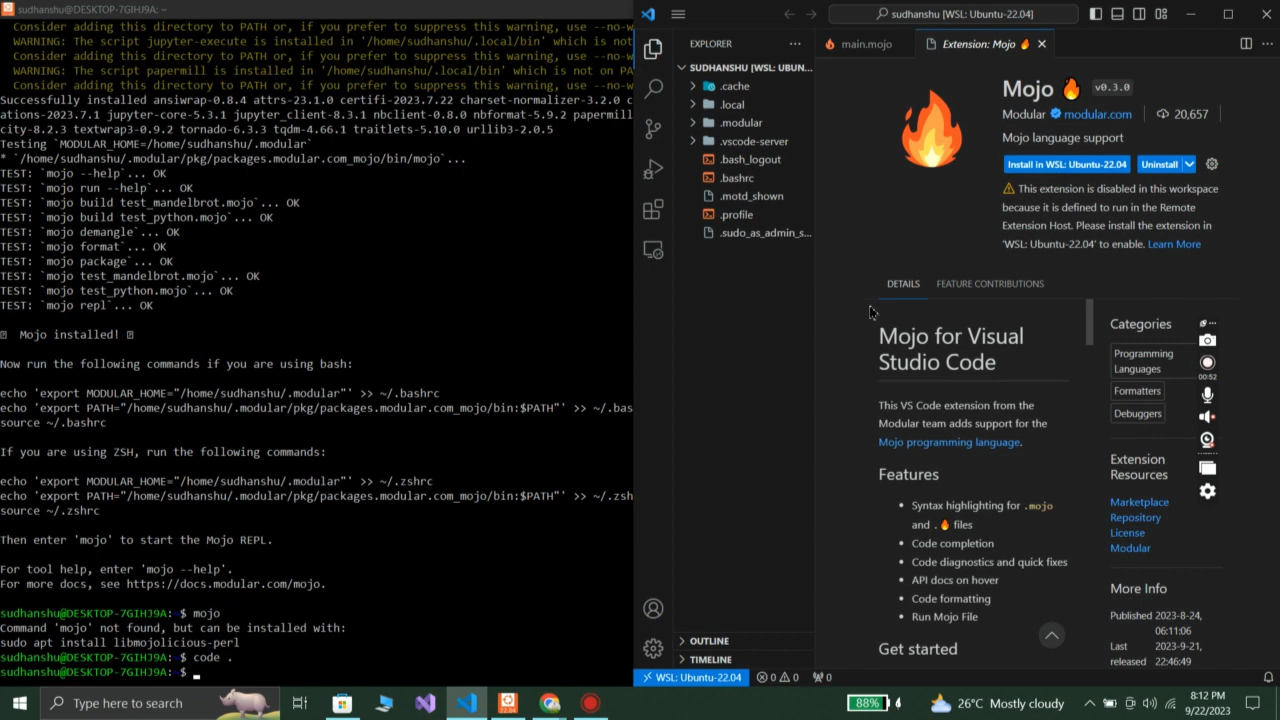 sudhanshu@DESKTOP-7GIHJ9A: ~
Consider adding this directory to PATH or, if you prefer to suppress this warning, use --no-w
WARNING: The script jupyter-execute is installed in '/home/sudhanshu/.local/bin' which is not
Consider adding this directory to PATH or, if you prefer to suppress this warning, use --no-w
WARNING: The script papermill is installed in '/home/sudhanshu/.local/bin' which is not on PA
Consider adding this directory to PATH or, if you prefer to suppress this warning, use --no-w
Successfully installed ansiwrap-0.8.4 attrs-23.1.0 certifi-2023.7.22 charset-normalizer-3.2.0 c
ations-2023.7.1 jupyter-core-5.3.1 jupyter_client-8.3.1 nbclient-0.8.0 nbformat-5.9.2 papermill
city-8.2.3 textwrap3-0.9.2 tornado-6.3.3 tqdm-4.66.1 traitlets-5.10.0 urllib3-2.0.5
Testing `MODULAR_HOME=/home/sudhanshu/.modular`
* `/home/sudhanshu/.modular/pkg/packages.modular.com_mojo/bin/mojo`...
TEST: `mojo --help`... OK
TEST: `mojo run --help`... OK
TEST: `mojo build test_mandelbrot.mojo`... OK
TEST: `mojo build test_python.mojo`... OK
TEST: `mojo demangle`... OK
TEST: `mojo format`... OK
TEST: `mojo package`... OK
TEST: `mojo test_mandelbrot.mojo`... OK
TEST: `mojo test_python.mojo`... OK
TEST: `mojo repl`... OK
Mojo installed!
Now run the following commands if you are using bash:
echo 'export MODULAR_HOME="/home/sudhanshu/.modular"' >> ~/.bashrc
echo 'export PATH="/home/sudhanshu/.modular/pkg/packages.modular.com_mojo/bin:$PATH"' >> ~/.bas
source ~/.bashrc
If you are using ZSH, run the following commands:
echo 'export MODULAR_HOME="/home/sudhanshu/.modular"' >> ~/.zshrc
echo 'export PATH="/home/sudhanshu/.modular/pkg/packages.modular.com_mojo/bin:$PATH"' >> ~/.zsh
source ~/.zshrc
Then enter 'mojo' to start the Mojo REPL.
For tool help, enter 'mojo --help'.
For more docs, see https://docs.modular.com/mojo.
sudhanshu@DESKTOP-7GIHJ9A:~$ mojo
Command 'mojo' not found, but can be installed with:
sudo apt install libmojolicious-perl
sudhanshu@DESKTOP-7GIHJ9A:~$ code .
sudhanshu@DESKTOP-7GIHJ9A:~$
sudhanshu [WSL: Ubuntu-22.04]
EXPLORER
SUDHANSHU [WSL: UBUN...
.cache
.local
.modular
.vscode-server
.bash_logout
.bashrc
.motd_shown
.profile
.sudo_as_admin_s...
OUTLINE
TIMELINE
main.mojo
Extension: Mojo 🔥
Mojo 🔥 v0.3.0
Modular modular.com 20,657
Mojo language support
Install in WSL: Ubuntu-22.04 Uninstall
This extension is disabled in this workspace
because it is defined to run in the Remote
Extension Host. Please install the extension in
'WSL: Ubuntu-22.04' to enable. Learn More
DETAILS FEATURE CONTRIBUTIONS
Mojo for Visual
Studio Code
This VS Code extension from the
Modular team adds support for the
Mojo programming language.
Features
• Syntax highlighting for .mojo
and .🔥 files
• Code completion
• Code diagnostics and quick fixes
• API docs on hover
• Code formatting
• Run Mojo File
Get started
Categories
Programming
Languages
Formatters
Debuggers
Extension
Resources
Marketplace
Repository
License
Modular
More Info
Published 2023-8-24,
06:11:06
Last 2023-9-21,
released 22:46:49
00:52
WSL: Ubuntu-22.04 0 0 0
Type here to search
88%
26°C Mostly cloudy
8:12 PM
9/22/2023